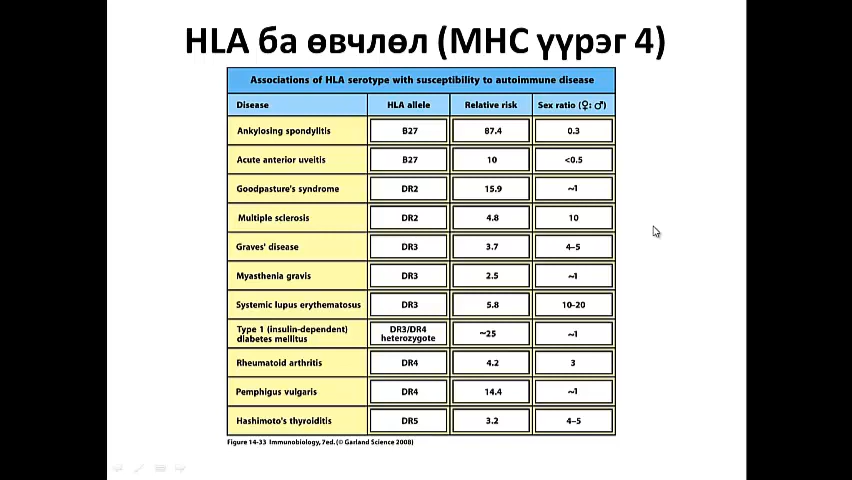 HLA ба өвчлөл (MHC үүрэг 4)
Associations of HLA serotype with susceptibility to autoimmune disease
Disease HLA allele Relative risk Sex ratio (♀: ♂)
Ankylosing spondylitis B27 87.4 0.3
Acute anterior uveitis B27 10 <0.5
Goodpasture's syndrome DR2 15.9 ~1
Multiple sclerosis DR2 4.8 10
Graves' disease DR3 3.7 4–5
Myasthenia gravis DR3 2.5 ~1
Systemic lupus erythematosus DR3 5.8 10–20
Type 1 (insulin-dependent) diabetes mellitus DR3/DR4 heterozygote ~25 ~1
Rheumatoid arthritis DR4 4.2 3
Pemphigus vulgaris DR4 14.4 ~1
Hashimoto's thyroiditis DR5 3.2 4–5
Figure 14-33 Immunobiology, 7ed. (© Garland Science 2008)